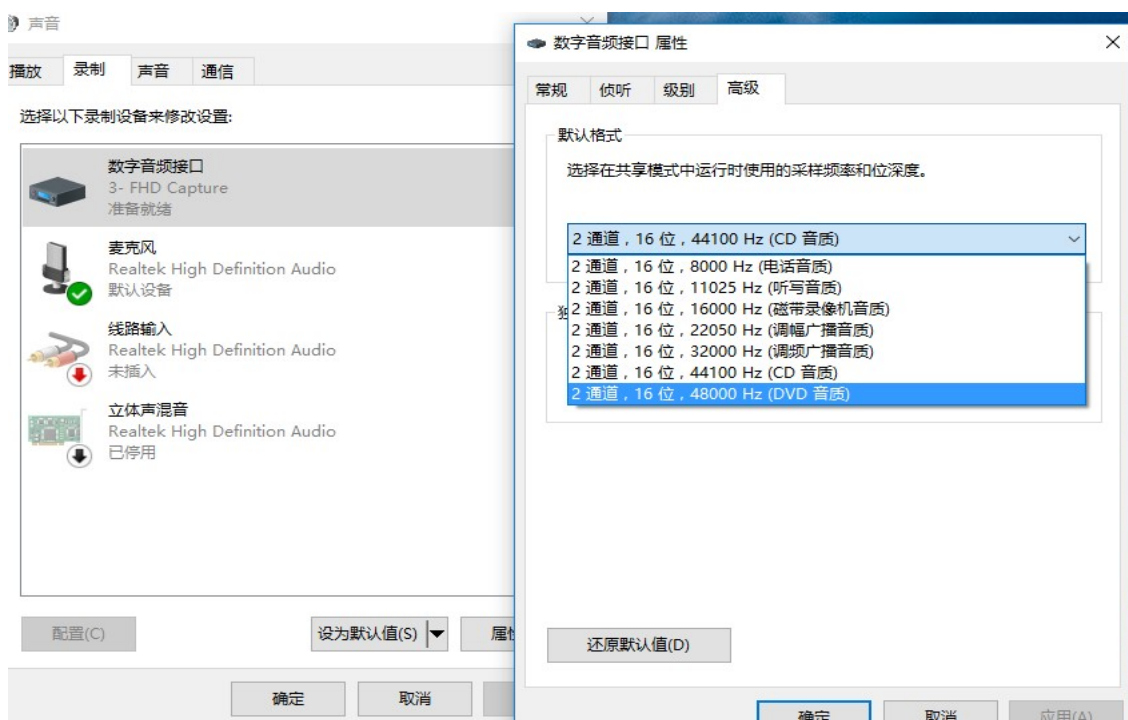 声音
播放 录制 声音 通信
选择以下录制设备来修改设置:
数字音频接口
3- FHD Capture
准备就绪
麦克风
Realtek High Definition Audio
默认设备
线路输入
Realtek High Definition Audio
未插入
立体声混音
Realtek High Definition Audio
已停用
配置(C)
设为默认值(S)
确定
取消
数字音频接口 属性
常规 侦听 级别 高级
默认格式
选择在共享模式中运行时使用的采样频率和位深度。
2 通道，16 位，44100 Hz (CD 音质)
2 通道，16 位，8000 Hz (电话音质)
2 通道，16 位，11025 Hz (听写音质)
2 通道，16 位，16000 Hz (磁带录像机音质)
2 通道，16 位，22050 Hz (调幅广播音质)
2 通道，16 位，32000 Hz (调频广播音质)
2 通道，16 位，44100 Hz (CD 音质)
2 通道，16 位，48000 Hz (DVD 音质)
还原默认值(D)
确定
取消
应用(A)